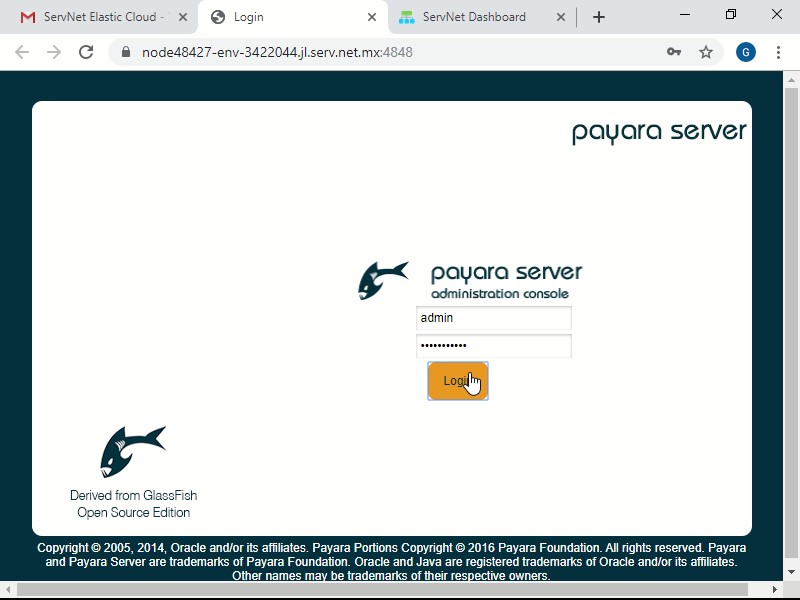 ServNet Elastic Cloud -
Login
ServNet Dashboard
node48427-env-3422044.jl.serv.net.mx:4848
G
payara server
payara server
administration console
admin
•••••••••••
Login
Derived from GlassFish
Open Source Edition
Copyright © 2005, 2014, Oracle and/or its affiliates. Payara Portions Copyright © 2016 Payara Foundation. All rights reserved. Payara
and Payara Server are trademarks of Payara Foundation. Oracle and Java are registered trademarks of Oracle and/or its affiliates.
Other names may be trademarks of their respective owners.